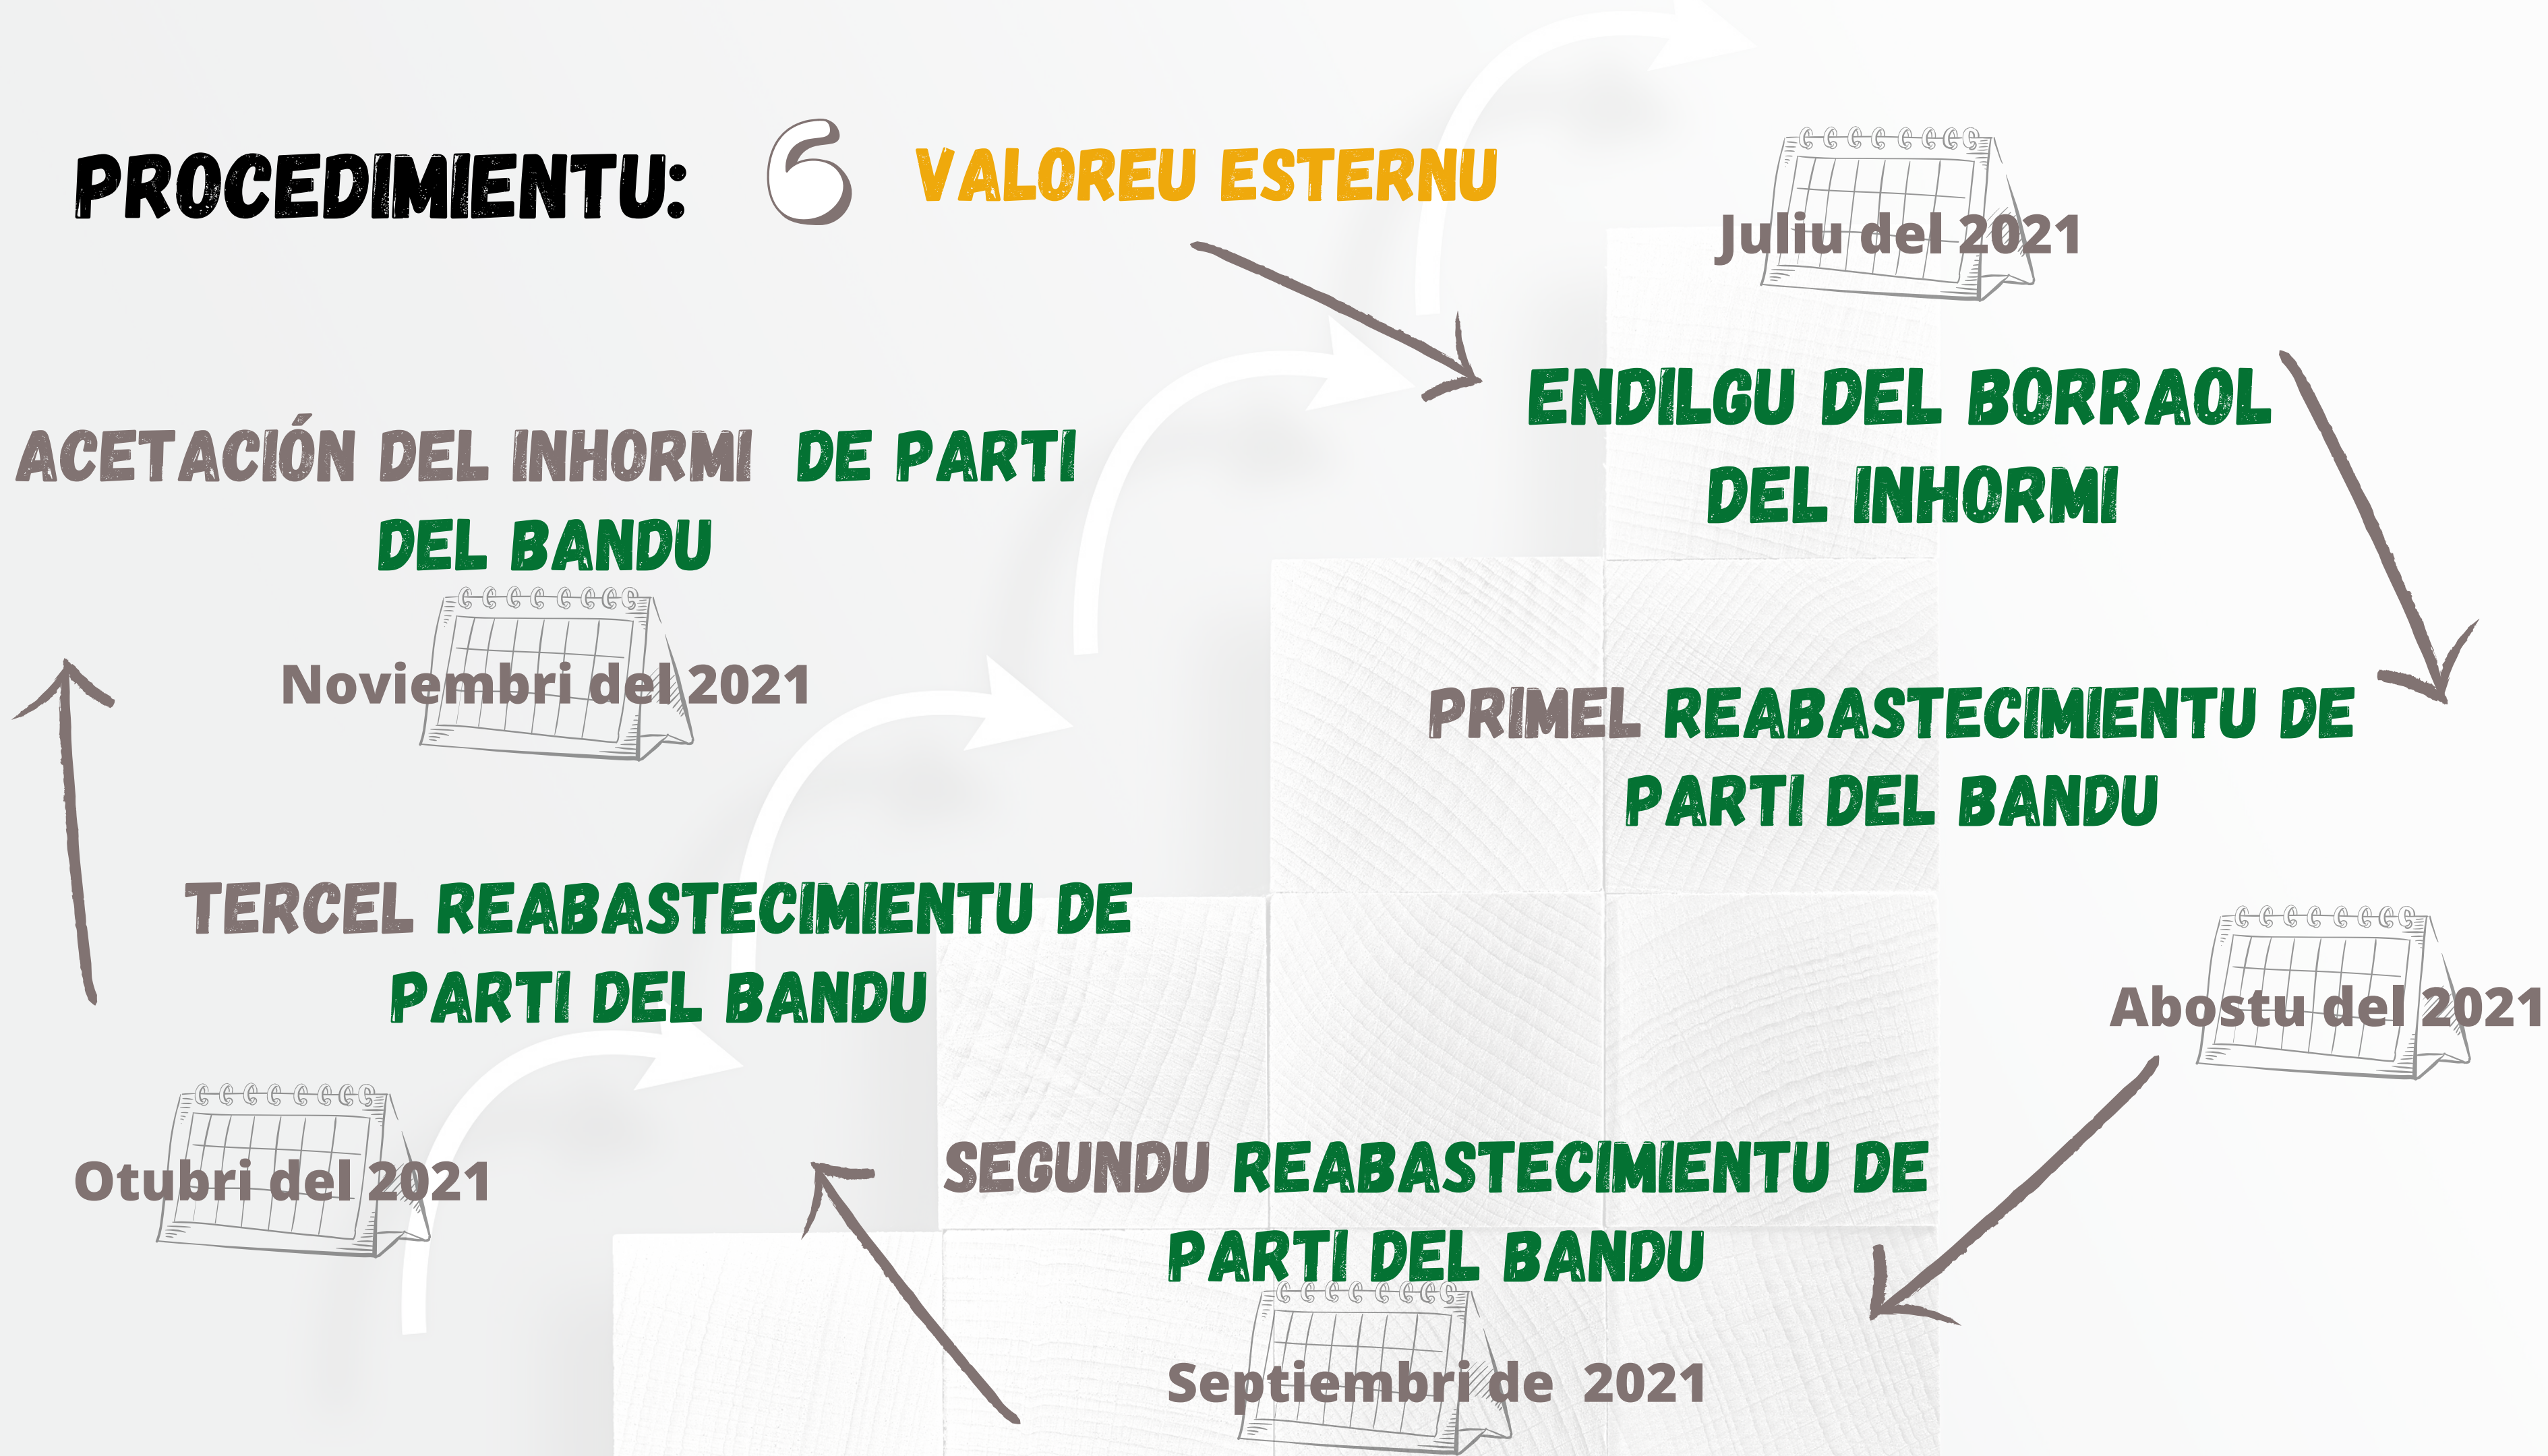 PROCEDIMIENTU: 6 VALOREU ESTERNU
Juliu del 2021
ENDILGU DEL BORRAOL
DEL INHORMI
PRIMEL REABASTECIMIENTU DE
PARTI DEL BANDU
Abostu del 2021
SEGUNDU REABASTECIMIENTU DE
PARTI DEL BANDU
Septiembri de 2021
TERCEL REABASTECIMIENTU DE
PARTI DEL BANDU
Otubri del 2021
ACETACIÓN DEL INHORMI DE PARTI
DEL BANDU
Noviembri del 2021